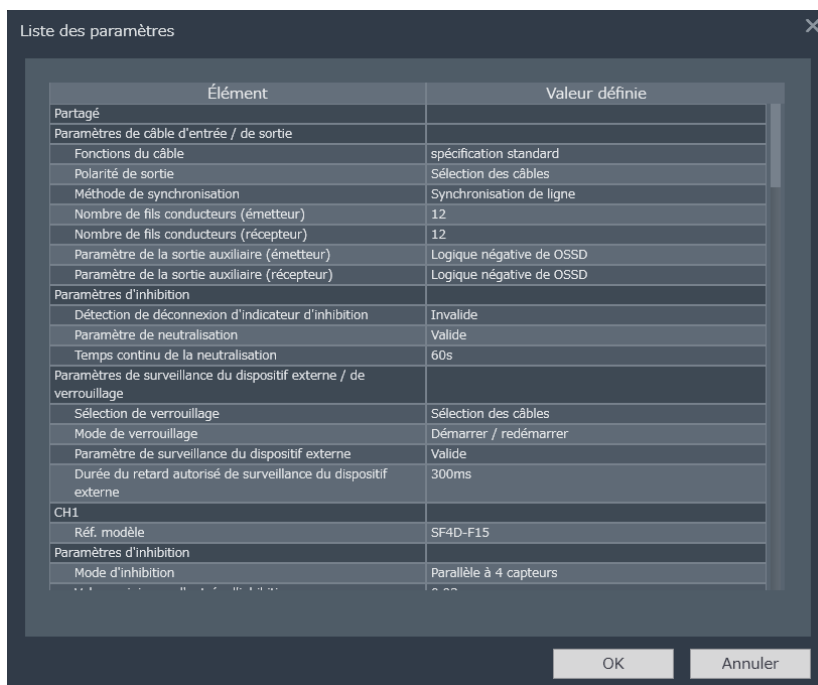 Liste des paramètres
Élément Valeur définie
Partagé
Paramètres de câble d'entrée / de sortie
Fonctions du câble spécification standard
Polarité de sortie Sélection des câbles
Méthode de synchronisation Synchronisation de ligne
Nombre de fils conducteurs (émetteur) 12
Nombre de fils conducteurs (récepteur) 12
Paramètre de la sortie auxiliaire (émetteur) Logique négative de OSSD
Paramètre de la sortie auxiliaire (récepteur) Logique négative de OSSD
Paramètres d'inhibition
Détection de déconnexion d'indicateur d'inhibition Invalide
Paramètre de neutralisation Valide
Temps continu de la neutralisation 60s
Paramètres de surveillance du dispositif externe / de
verrouillage
Sélection de verrouillage Sélection des câbles
Mode de verrouillage Démarrer / redémarrer
Paramètre de surveillance du dispositif externe Valide
Durée du retard autorisé de surveillance du dispositif 300ms
externe
CH1
Réf. modèle SF4D-F15
Paramètres d'inhibition
Mode d'inhibition Parallèle à 4 capteurs
OK Annuler